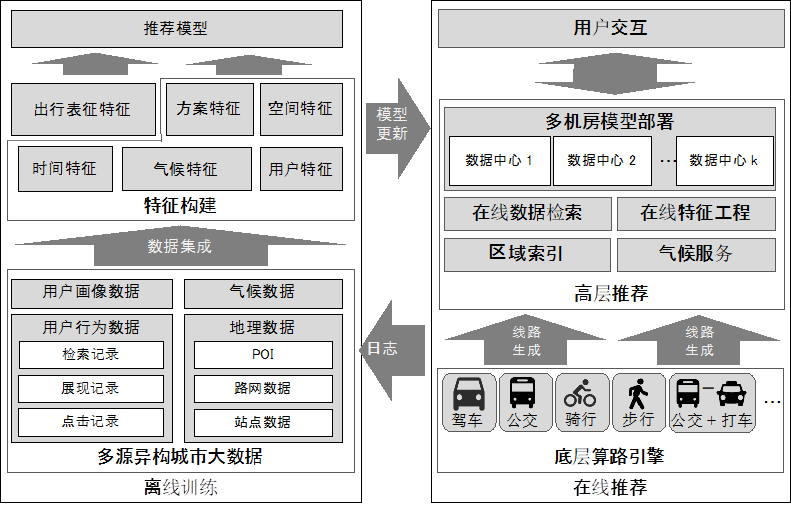 推荐模型
出行表征特征
方案特征
空间特征
时间特征
气候特征
用户特征
特征构建
数据集成
用户画像数据
气候数据
用户行为数据
检索记录
展现记录
点击记录
地理数据
POI
路网数据
站点数据
多源异构城市大数据
离线训练
模型
更新
日志
用户交互
多机房模型部署
数据中心 1
数据中心 2
…
数据中心 k
在线数据检索
在线特征工程
区域索引
气候服务
高层推荐
线路
生成
线路
生成
驾车
公交
骑行
步行
公交+打车
…
底层算路引擎
在线推荐